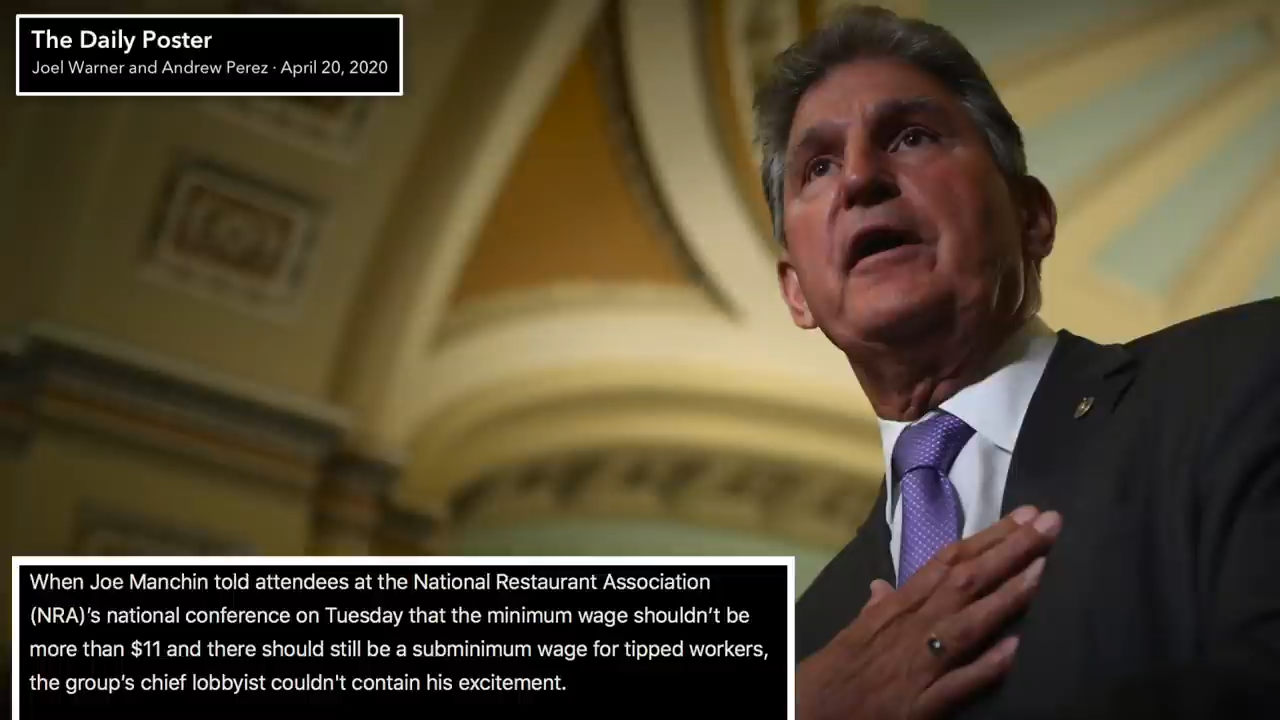 The Daily Poster
Joel Warner and Andrew Perez · April 20, 2020
When Joe Manchin told attendees at the National Restaurant Association
(NRA)’s national conference on Tuesday that the minimum wage shouldn’t be
more than $11 and there should still be a subminimum wage for tipped workers,
the group’s chief lobbyist couldn't contain his excitement.